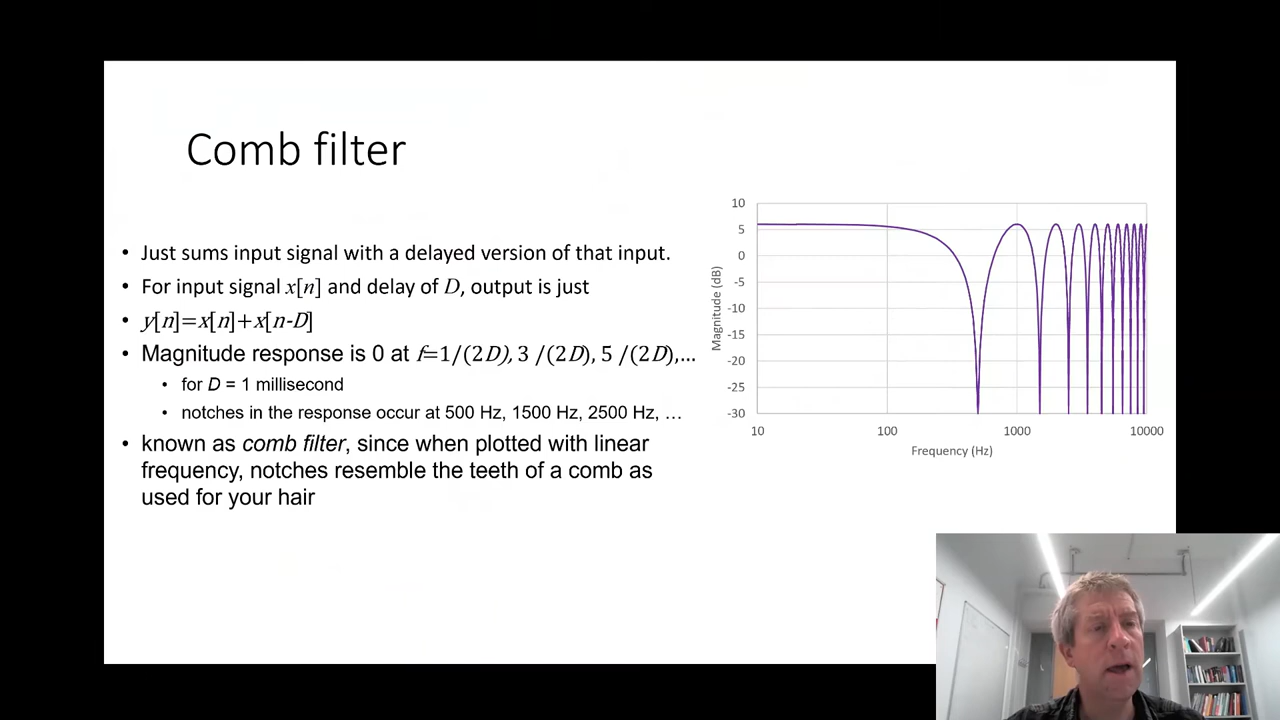 Comb filter
• Just sums input signal with a delayed version of that input.
• For input signal x[n] and delay of D, output is just
• y[n]=x[n]+x[n-D]
• Magnitude response is 0 at f=1/(2D), 3 /(2D), 5 /(2D),...
• for D = 1 millisecond
• notches in the response occur at 500 Hz, 1500 Hz, 2500 Hz, …
• known as comb filter, since when plotted with linear
frequency, notches resemble the teeth of a comb as
used for your hair
10
5
0
-5
-10
-15
-20
-25
-30
Magnitude (dB)
10 100 1000 10000
Frequency (Hz)